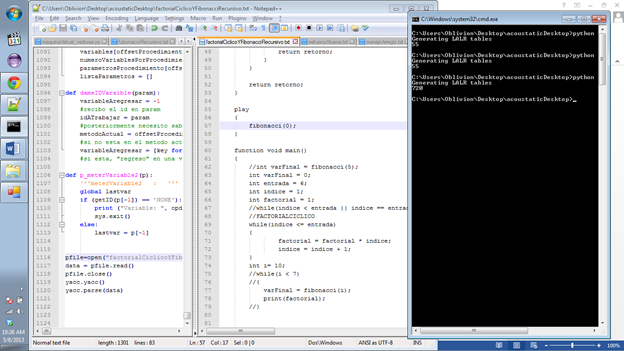 C:\Users\Oblivion\Desktop\acoustaticDesktop\factorialCiclicoYFibonacciRecursivo.txt - Notepad++
File Edit Search View Encoding Language Settings Macro Run Plugins Window ?
factorialCiclicoYFibonacciRecursivo.txt
1091 variables[offsetProcedimient
1092 numeroVariablesPorProcedime
1093 parametrosProcedimiento[offse
1094 listaParametros = []
1095
1096 def dameIDVaraible(param):
1097 variableAregresar = -1
1098 #recibo el id en param
1099 idATrabajar = param
1100 #posteriormente necesito sab
1101 metodoActual = offsetProcedim
1102 #si no esta en el metodo act
1103 variableAregresar = [key for
1104 #si esta, "regreso" en una v
1105
1106 def p_meterVariable2(p):
1107 '''meterVariable2 : '''
1108 global lastvar
1109 if (getID(p[-1]) == 'NONE'):
1110 print ("Variable: ", opd
1111 sys.exit()
1112 else:
1113 lastvar = p[-1]
1114
1115
1116 pfile=open("factorialCiclicoYFib
1117 data = pfile.read()
1118 pfile.close()
1119 yacc.yacc()
1120 yacc.parse(data)
49 return retorno;
50 }
51 }
52
53 return retorno;
54 }
55 play
56 {
57 fibonacci(0);
58 }
59
60 function void main()
61 {
62 //int varFinal = fibonacci(5);
63 int varFinal = 0;
64 int entrada = 6;
65 int indice = 1;
66 int factorial = 1;
67 //while(indice < entrada || indice == entrad
68 //FACTORIALCICLICO
69 while(indice <= entrada)
70 {
71 factorial = factorial * indice;
72 indice = indice + 1;
73 }
74 int i= 10;
75 //while(i < 7)
76 //{
77 varFinal = fibonacci(i);
78 print(factorial);
79 //}
Normal text file length : 1301 lines : 83 Ln : 57 Col : 17 Sel : 0 | 0 Dos\Windows ANSI as UTF-8 INS
C:\Windows\system32\cmd.exe
C:\Users\Oblivion\Desktop\acoustaticDesktop>python
Generating LALR tables
55
C:\Users\Oblivion\Desktop\acoustaticDesktop>python
Generating LALR tables
55
C:\Users\Oblivion\Desktop\acoustaticDesktop>python
Generating LALR tables
720
C:\Users\Oblivion\Desktop\acoustaticDesktop>
100%
10:26 AM
5/8/2013